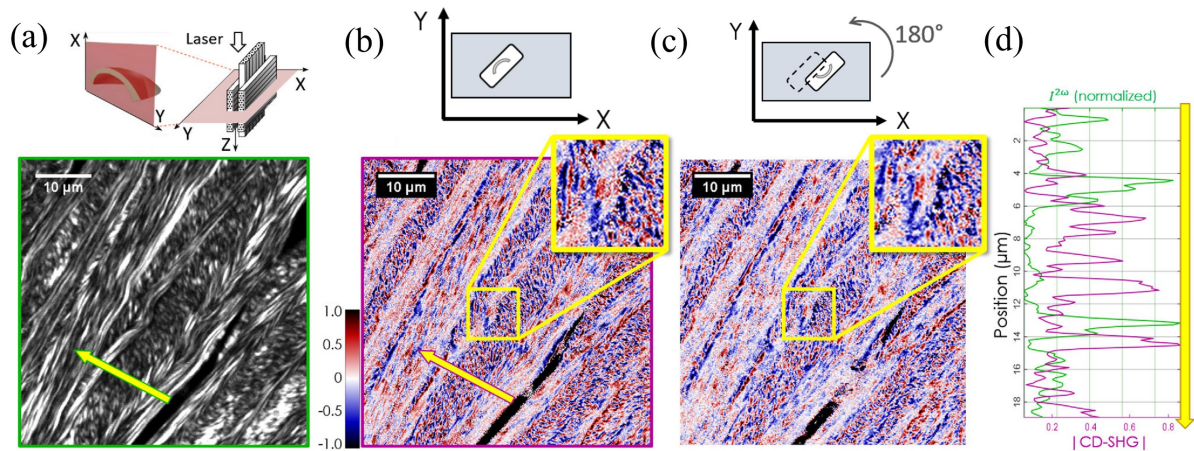 (a)
X
Y
Laser
X
Y
Z
10 µm
(b)
Y
X
10 µm
1.0
0.5
0
-0.5
-1.0
(c)
Y
X
180°
10 µm
(d)
I²ω (normalized)
Position (µm)
2
4
6
8
10
12
14
16
18
0.2
0.4
0.6
0.8
|CD-SHG|